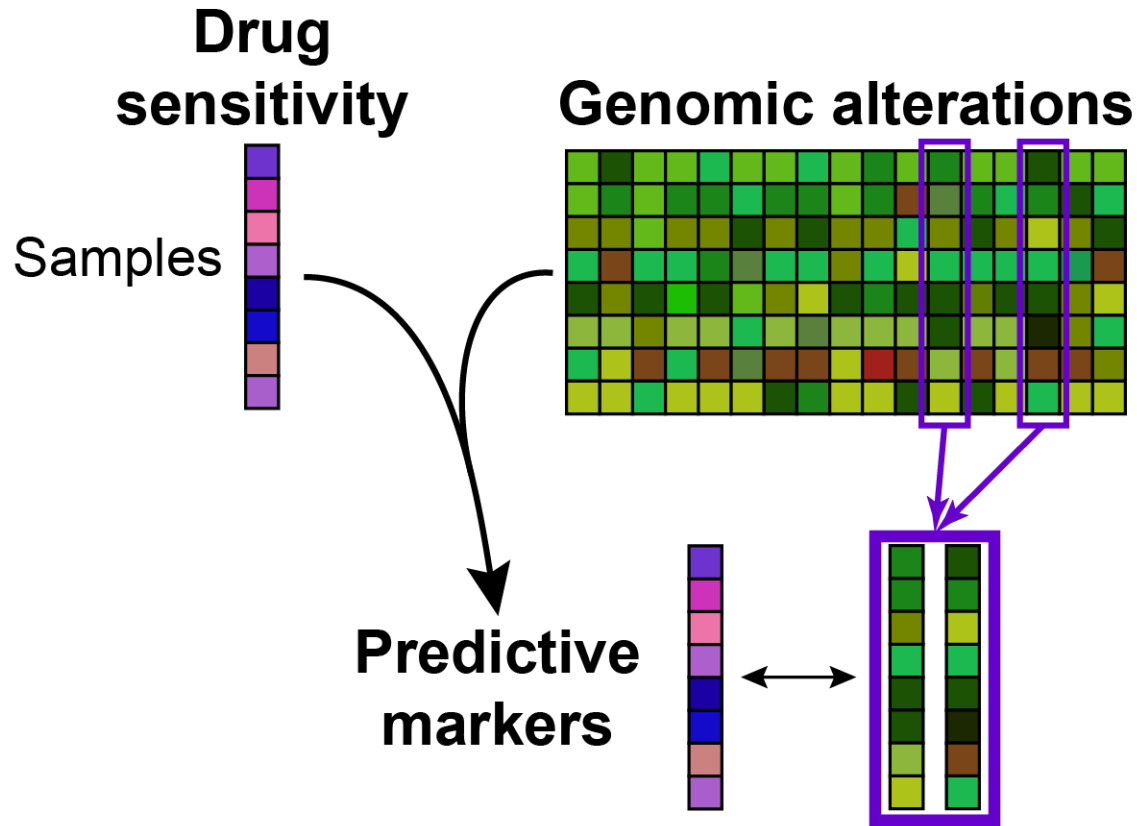 Drug
sensitivity
Genomic alterations
Samples
Predictive
markers